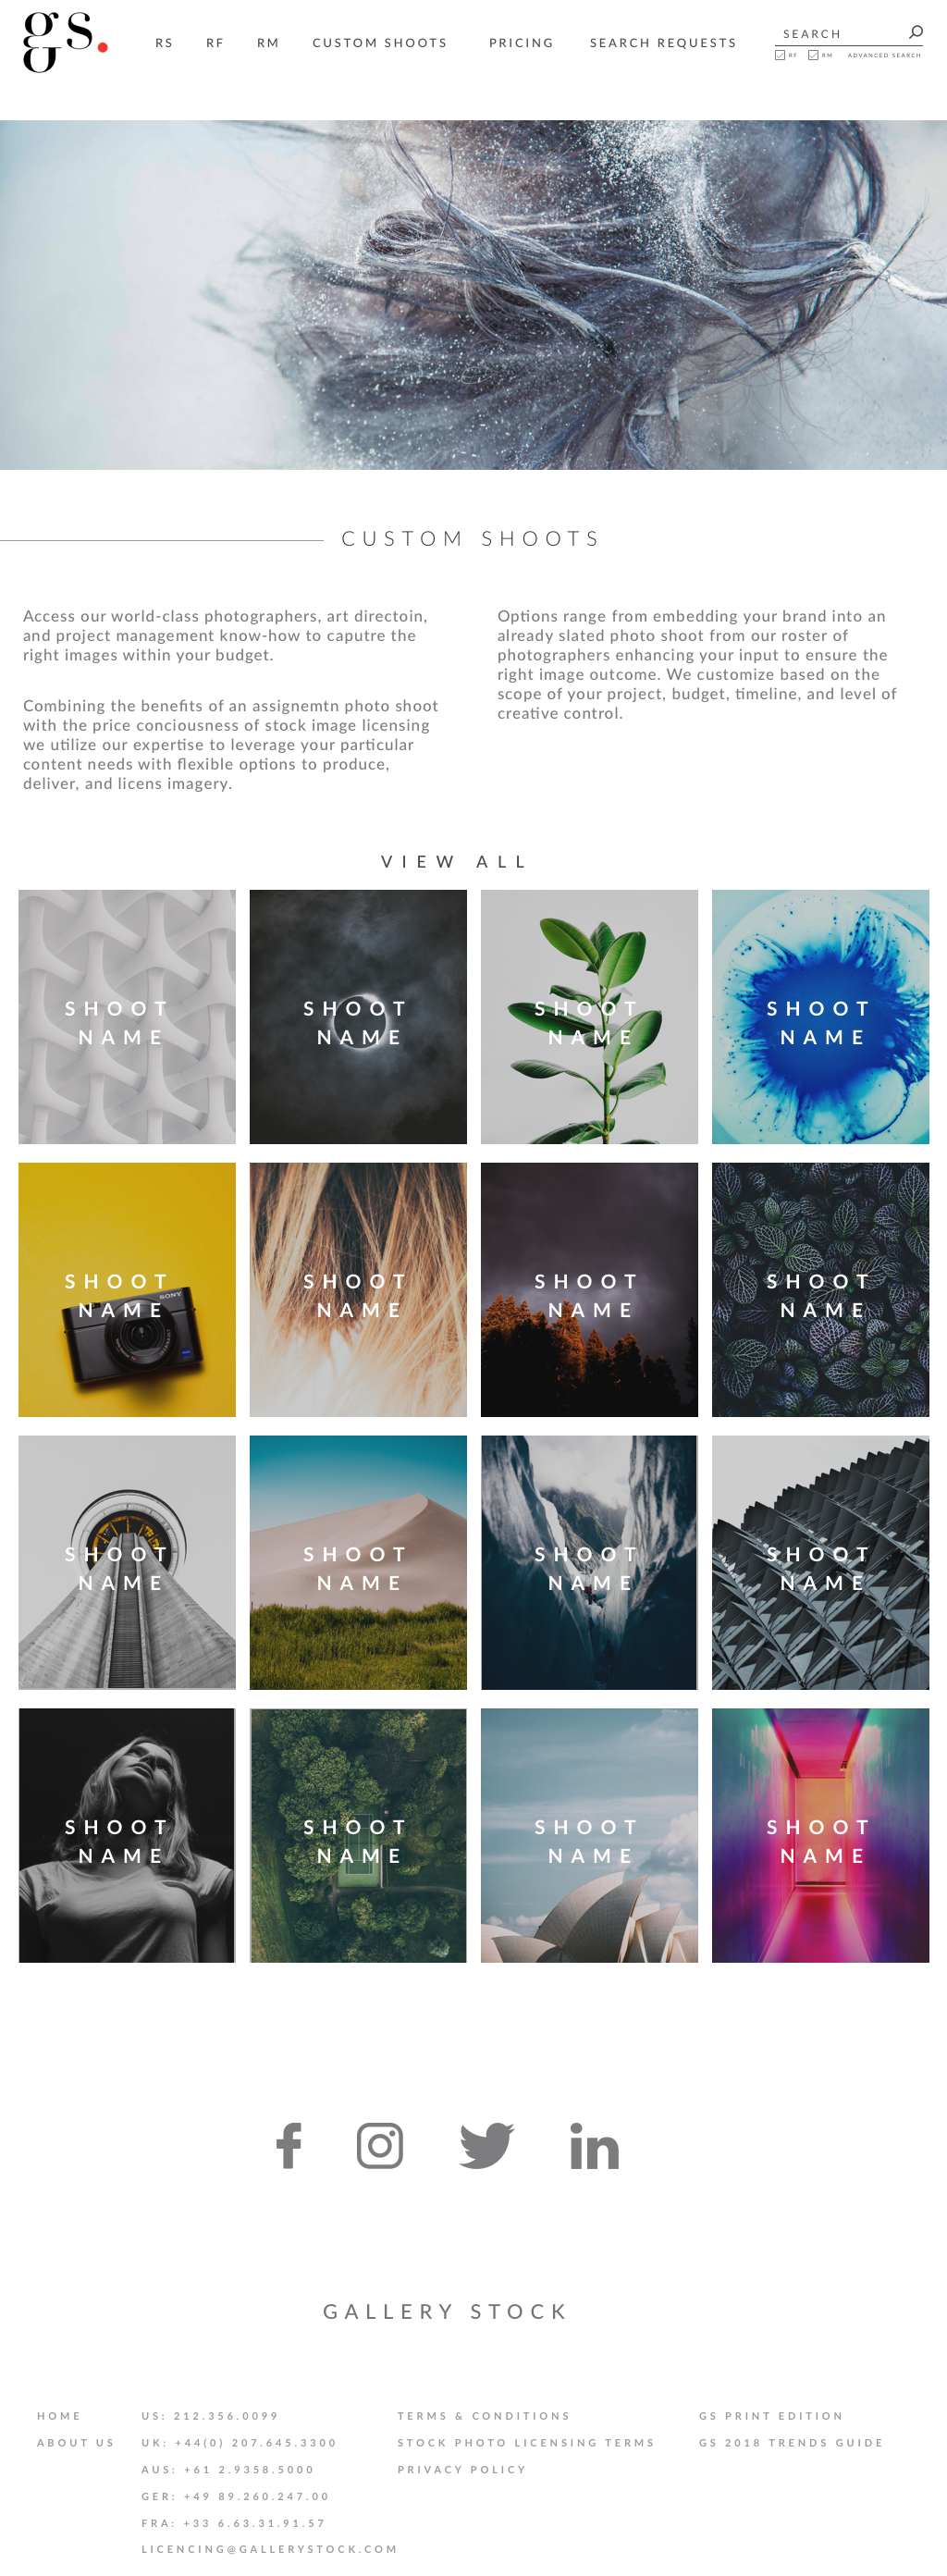 gs.
RS RF RM CUSTOM SHOOTS PRICING SEARCH REQUESTS
SEARCH
RF RM ADVANCED SEARCH
CUSTOM SHOOTS
Access our world-class photographers, art directoin,
and project management know-how to caputre the
right images within your budget.
Combining the benefits of an assignemtn photo shoot
with the price conciousness of stock image licensing
we utilize our expertise to leverage your particular
content needs with flexible options to produce,
deliver, and licens imagery.
Options range from embedding your brand into an
already slated photo shoot from our roster of
photographers enhancing your input to ensure the
right image outcome. We customize based on the
scope of your project, budget, timeline, and level of
creative control.
VIEW ALL
SHOOT
NAME
SHOOT
NAME
SHOOT
NAME
SHOOT
NAME
SHOOT
NAME
SONY
SHOOT
NAME
SHOOT
NAME
SHOOT
NAME
SHOOT
NAME
SHOOT
NAME
SHOOT
NAME
SHOOT
NAME
SHOOT
NAME
SHOOT
NAME
SHOOT
NAME
SHOOT
NAME
GALLERY STOCK
HOME
ABOUT US
US: 212.356.0099
UK: +44(0) 207.645.3300
AUS: +61 2.9358.5000
GER: +49 89.260.247.00
FRA: +33 6.63.31.91.57
LICENCING@GALLERYSTOCK.COM
TERMS & CONDITIONS
STOCK PHOTO LICENSING TERMS
PRIVACY POLICY
GS PRINT EDITION
GS 2018 TRENDS GUIDE